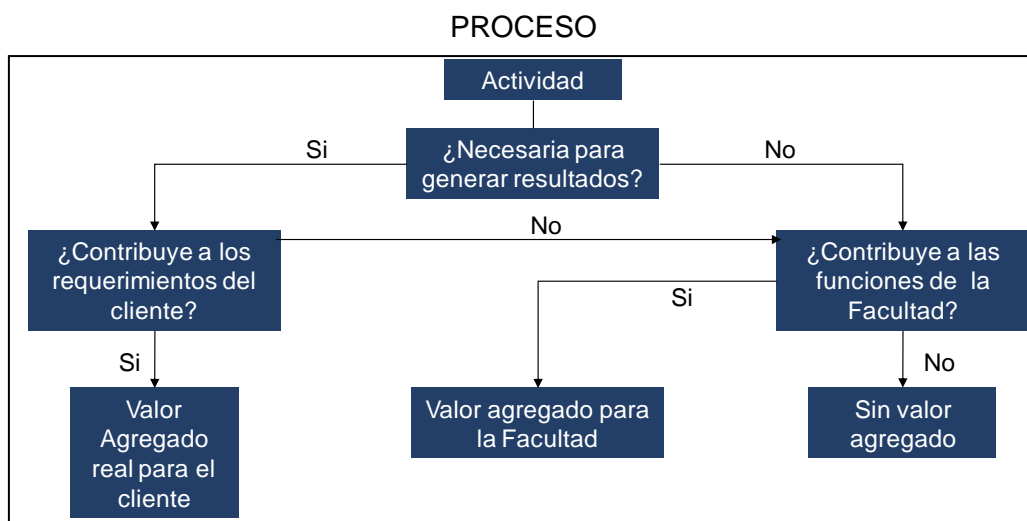 PROCESO
Actividad
Si
¿Necesaria para
generar resultados?
No
No
¿Contribuye a los
requerimientos del
cliente?
¿Contribuye a las
funciones de la
Facultad?
Si
Si
No
Valor
Agregado
real para el
cliente
Valor agregado para
la Facultad
Sin valor
agregado